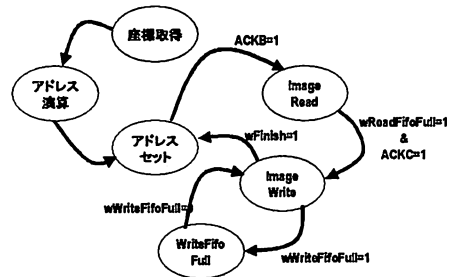 座標取得
ACKB=1
アドレス
演算
Image
Read
アドレス
セット
wFinish=1
wReadFifoFull=1
&
ACKC=1
Image
Write
wWriteFifoFull=
WriteFifo
Full
wWriteFifoFull=1